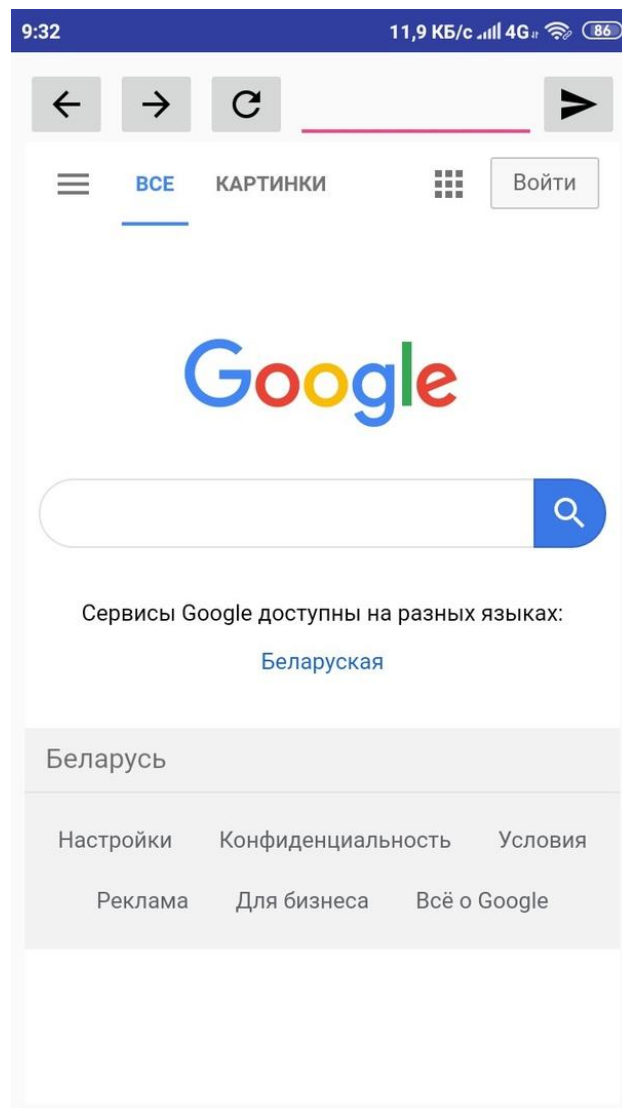 9:32 11,9 КБ/с 4G 86
ВСЕ КАРТИНКИ Войти
Google
Сервисы Google доступны на разных языках:
Беларуская
Беларусь
Настройки Конфиденциальность Условия
Реклама Для бизнеса Всё о Google